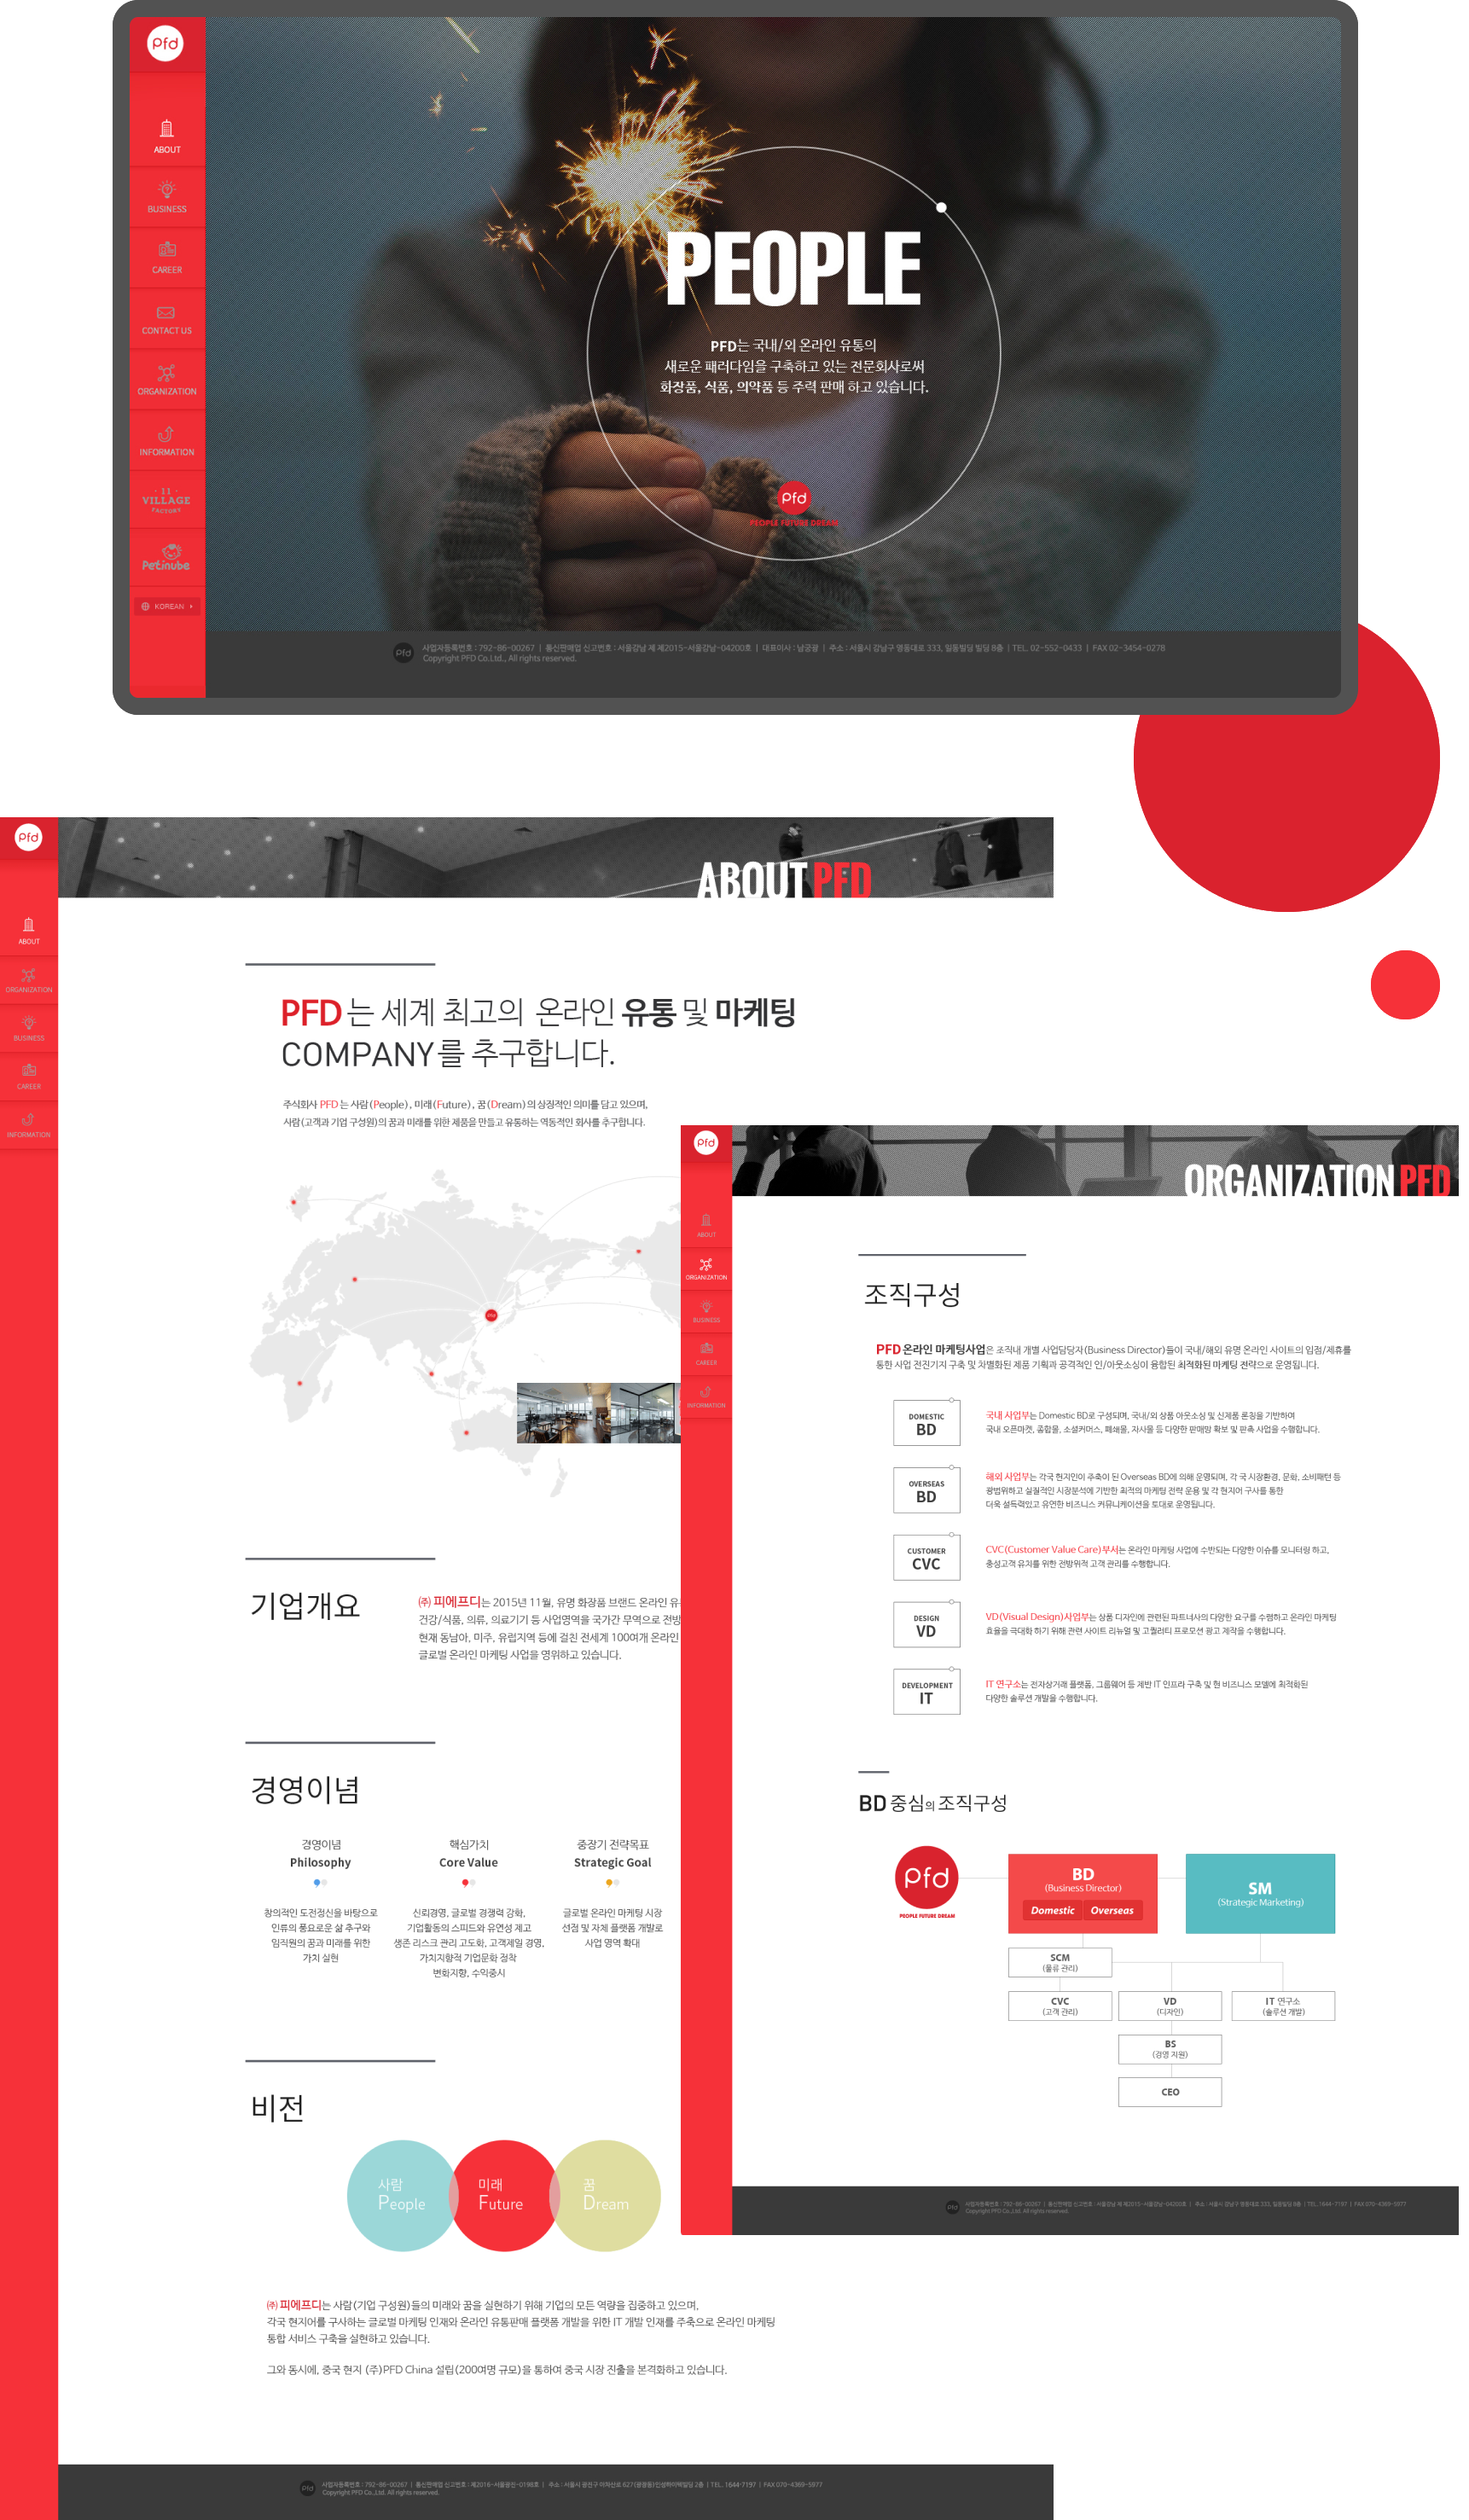 pfd
ABOUT
BUSINESS
CAREER
CONTACT US
ORGANIZATION
INFORMATION
· 11 ·
VILLAGE
FACTORY
Petinube
KOREAN
PEOPLE
PFD는 국내/외 온라인 유통의
새로운 패러다임을 구축하고 있는 전문회사로써
화장품, 식품, 의약품 등 주력 판매 하고 있습니다.
pfd
PEOPLE FUTURE DREAM
pfd
사업자등록번호 : 792-86-00267 | 통신판매업 신고번호 : 서울강남 제 제2015-서울강남-04200호 | 대표이사 : 남궁광 | 주소 : 서울시 강남구 영동대로 333, 일동빌딩 빌딩 8층 | TEL. 02-552-0433 | FAX 02-3454-0278
Copyright PFD Co.Ltd., All rights reserved.
pfd
ABOUT
ORGANIZATION
BUSINESS
CAREER
INFORMATION
ABOUT PFD
PFD는 세계 최고의 온라인 유통 및 마케팅
COMPANY를 추구합니다.
주식회사 PFD는 사람(People), 미래(Future), 꿈(Dream)의 상징적인 의미를 담고 있으며,
사람(고객과 기업 구성원)의 꿈과 미래를 위한 제품을 만들고 유통하는 역동적인 회사를 추구합니다.
pfd
기업개요
㈜ 피에프디는 2015년 11월, 유명 화장품 브랜드 온라인 유
건강/식품, 의류, 의료기기 등 사업영역을 국가간 무역으로 전방
현재 동남아, 미주, 유럽지역 등에 걸친 전세계 100여개 온라인
글로벌 온라인 마케팅 사업을 영위하고 있습니다.
경영이념
경영이념
Philosophy
창의적인 도전정신을 바탕으로
인류의 풍요로운 삶 추구와
임직원의 꿈과 미래를 위한
가치 실현
핵심가치
Core Value
신뢰경영, 글로벌 경쟁력 강화,
기업활동의 스피드와 유연성 제고
생존 리스크 관리 고도화, 고객제일 경영,
가치지향적 기업문화 정착
변화지향, 수익중시
중장기 전략목표
Strategic Goal
글로벌 온라인 마케팅 시장
선점 및 자체 플랫폼 개발로
사업 영역 확대
비전
사람
People
미래
Future
꿈
Dream
㈜ 피에프디는 사람(기업 구성원)들의 미래와 꿈을 실현하기 위해 기업의 모든 역량을 집중하고 있으며,
각국 현지어를 구사하는 글로벌 마케팅 인재와 온라인 유통판매 플랫폼 개발을 위한 IT 개발 인재를 주축으로 온라인 마케팅
통합 서비스 구축을 실현하고 있습니다.
그와 동시에, 중국 현지 (주)PFD China 설립(200여명 규모)을 통하여 중국 시장 진출을 본격화하고 있습니다.
pfd
사업자등록번호 : 792-86-00267 | 통신판매업 신고번호 : 제2016-서울광진-0198호 | 주소 : 서울시 광진구 아차산로 627(광장동)인성하이텍빌딩 2층 | TEL. 1644-7197 | FAX 070-4369-5977
Copyright PFD Co.,Ltd. All rights reserved.
pfd
ABOUT
ORGANIZATION
BUSINESS
CAREER
INFORMATION
ORGANIZATION PFD
조직구성
PFD 온라인 마케팅사업은 조직내 개별 사업담당자(Business Director)들이 국내/해외 유명 온라인 사이트의 입점/제휴를
통한 사업 전진기지 구축 및 차별화된 제품 기획과 공격적인 인/아웃소싱이 융합된 최적화된 마케팅 전략으로 운영됩니다.
DOMESTIC
BD
국내 사업부는 Domestic BD로 구성되며, 국내/외 상품 아웃소싱 및 신제품 론칭을 기반하여
국내 오픈마켓, 종합몰, 소셜커머스, 폐쇄몰, 자사몰 등 다양한 판매망 확보 및 판촉 사업을 수행합니다.
OVERSEAS
BD
해외 사업부는 각국 현지인이 주축이 된 Overseas BD에 의해 운영되며, 각 국 시장환경, 문화, 소비패턴 등
광범위하고 실질적인 시장분석에 기반한 최적의 마케팅 전략 운용 및 각 현지어 구사를 통한
더욱 설득력있고 유연한 비즈니스 커뮤니케이션을 토대로 운영됩니다.
CUSTOMER
CVC
CVC(Customer Value Care)부서는 온라인 마케팅 사업에 수반되는 다양한 이슈를 모니터링 하고,
충성고객 유치를 위한 전방위적 고객 관리를 수행합니다.
DESIGN
VD
VD(Visual Design)사업부는 상품 디자인에 관련된 파트너사의 다양한 요구를 수렴하고 온라인 마케팅
효율을 극대화 하기 위해 관련 사이트 리뉴얼 및 고퀄러티 프로모션 광고 제작을 수행합니다.
DEVELOPMENT
IT
IT 연구소는 전자상거래 플랫폼, 그룹웨어 등 제반 IT 인프라 구축 및 현 비즈니스 모델에 최적화된
다양한 솔루션 개발을 수행합니다.
BD 중심의 조직구성
pfd
PEOPLE FUTURE DREAM
BD
(Business Director)
Domestic
Overseas
SM
(Strategic Marketing)
SCM
(물류 관리)
CVC
(고객 관리)
VD
(디자인)
IT 연구소
(솔루션 개발)
BS
(경영 지원)
CEO
pfd
사업자등록번호 : 792-86-00267 | 통신판매업 신고번호 : 서울강남 제 제2015-서울강남-04200호 | 주소 : 서울시 강남구 영동대로 333, 일동빌딩 8층 | TEL. 1644-7197 | FAX 070-4369-5977
Copyright PFD Co.,Ltd. All rights reserved.